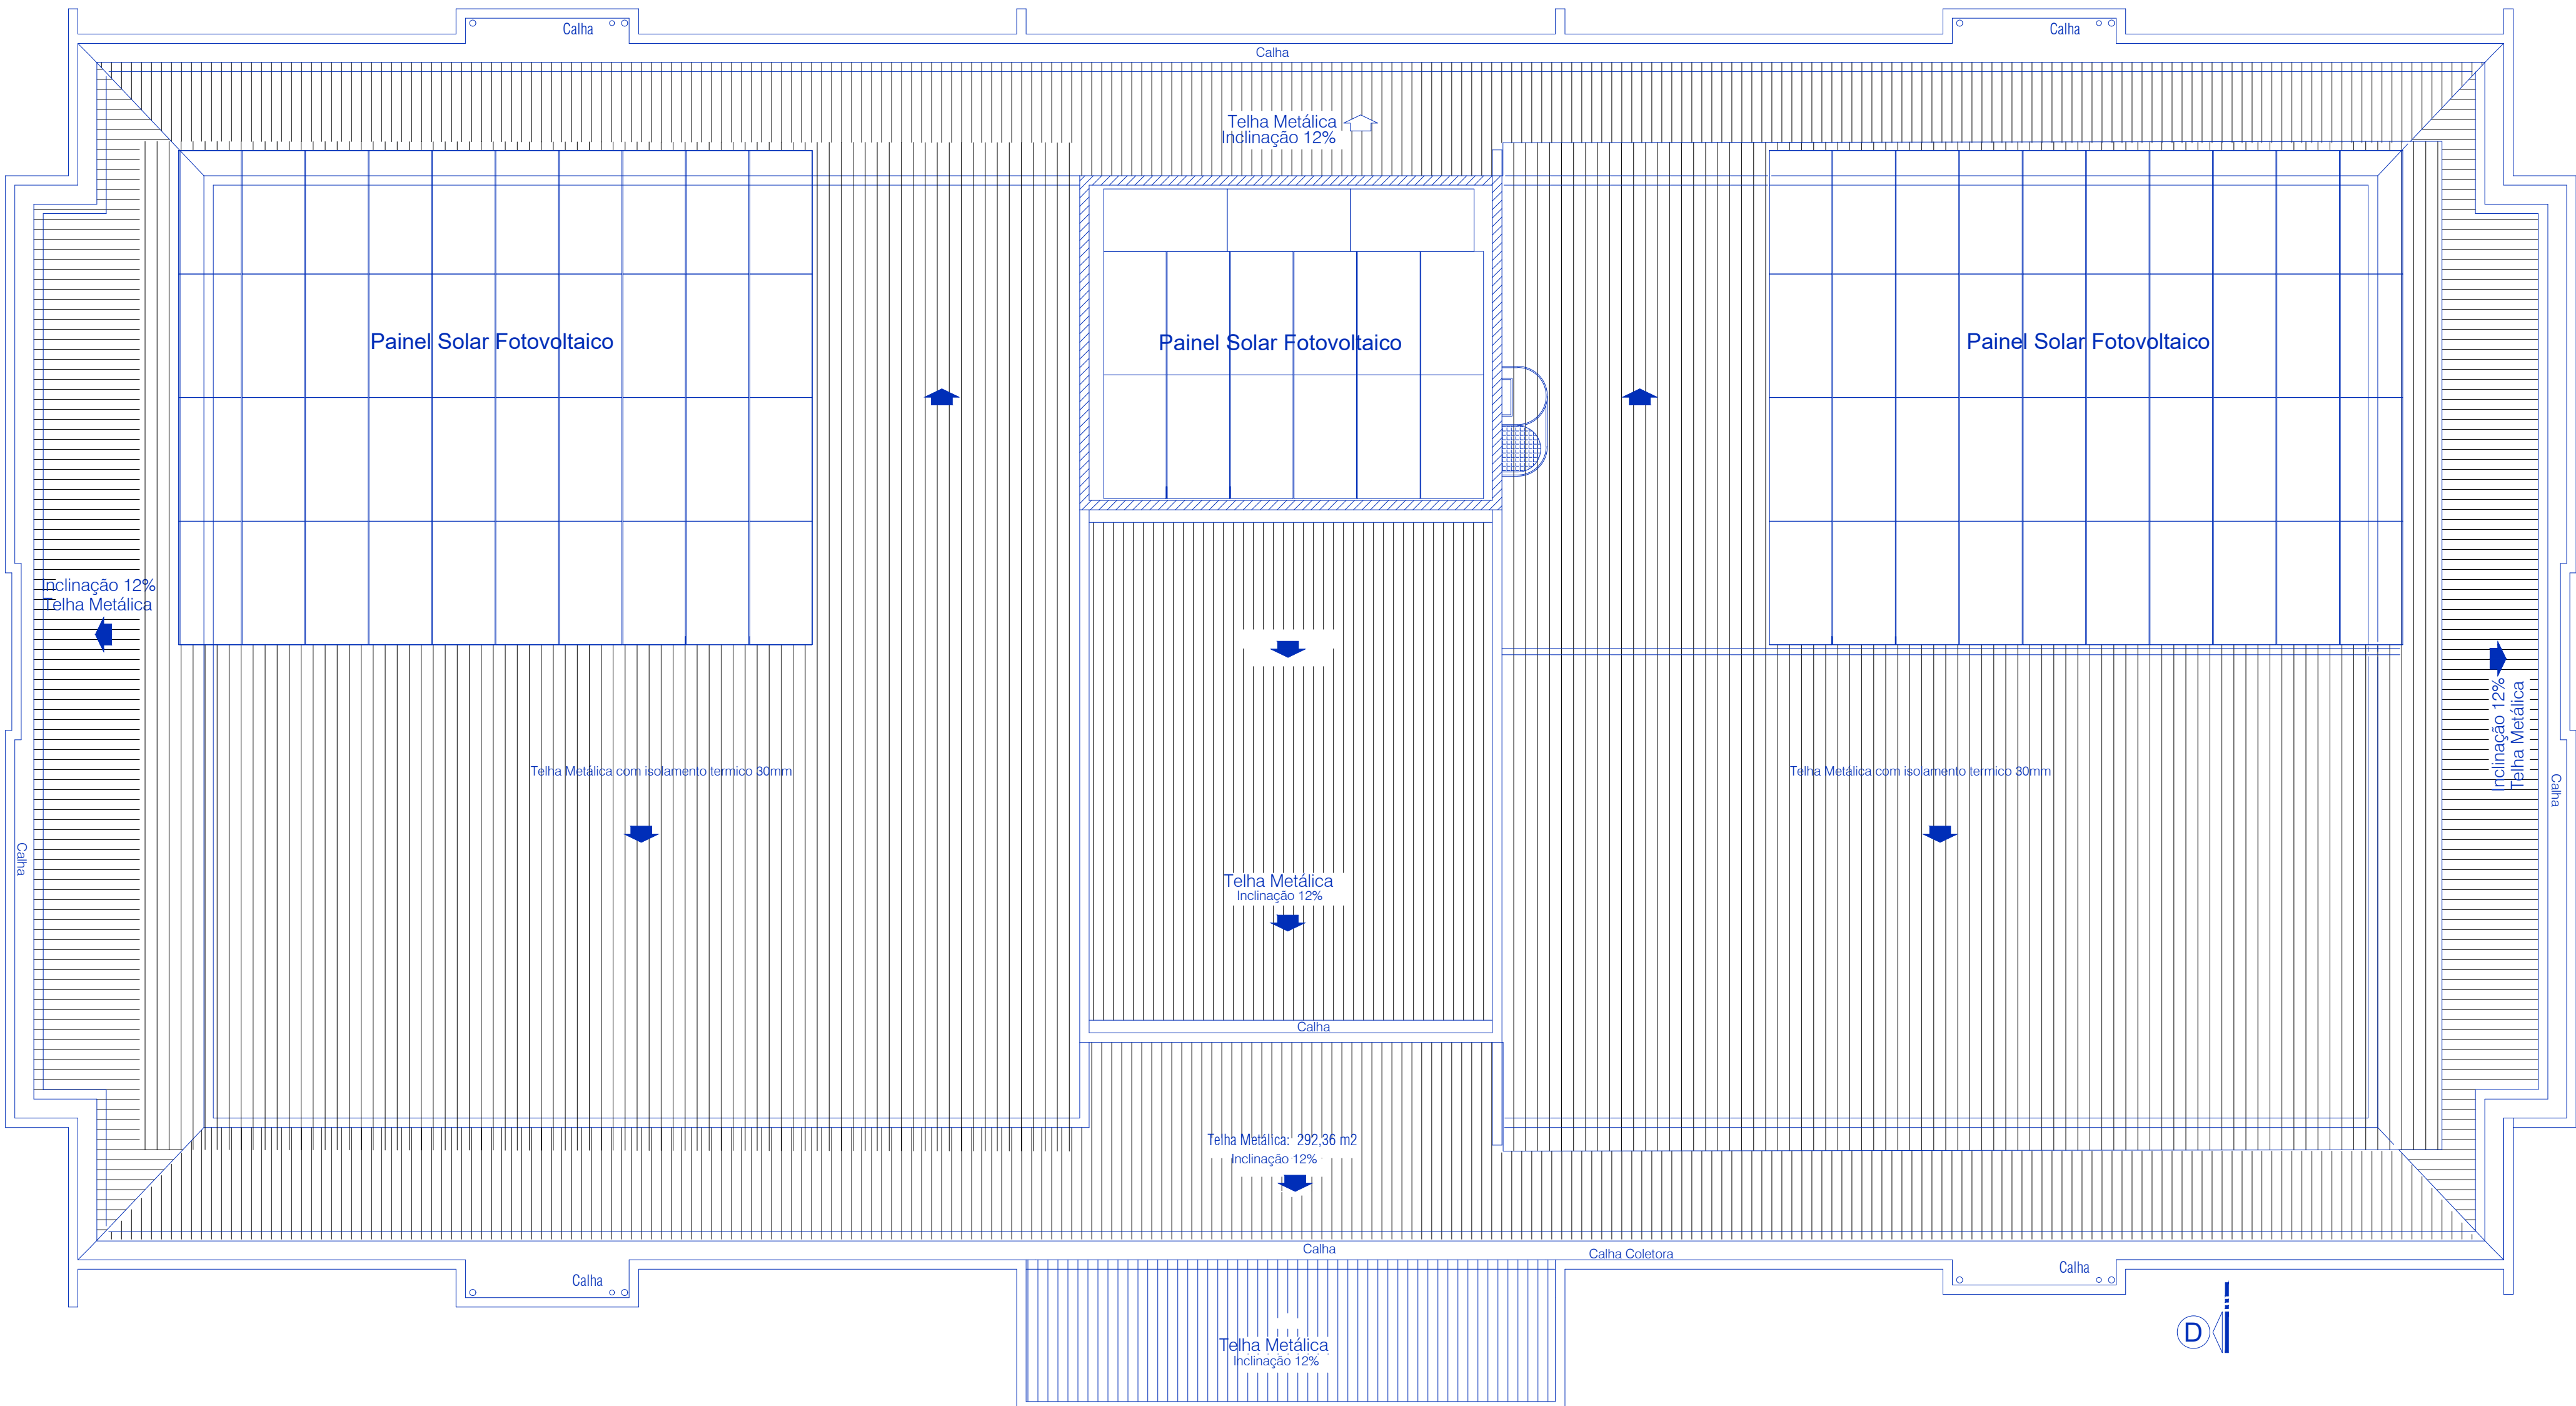 Calha
Calha
Calha
Telha Metálica
Inclinação 12%
Painel Solar Fotovoltaico
Painel Solar Fotovoltaico
Painel Solar Fotovoltaico
Inclinação 12%
Telha Metálica
Inclinação 12%
Telha Metálica
Telha Metálica com isolamento termico 30mm
Telha Metálica com isolamento termico 30mm
Calha
Calha
Telha Metálica
Inclinação 12%
Calha
Telha Metálica: 292,36 m2
Inclinação 12%
Calha
Calha Coletora
Calha
Calha
D
Telha Metálica
Inclinação 12%